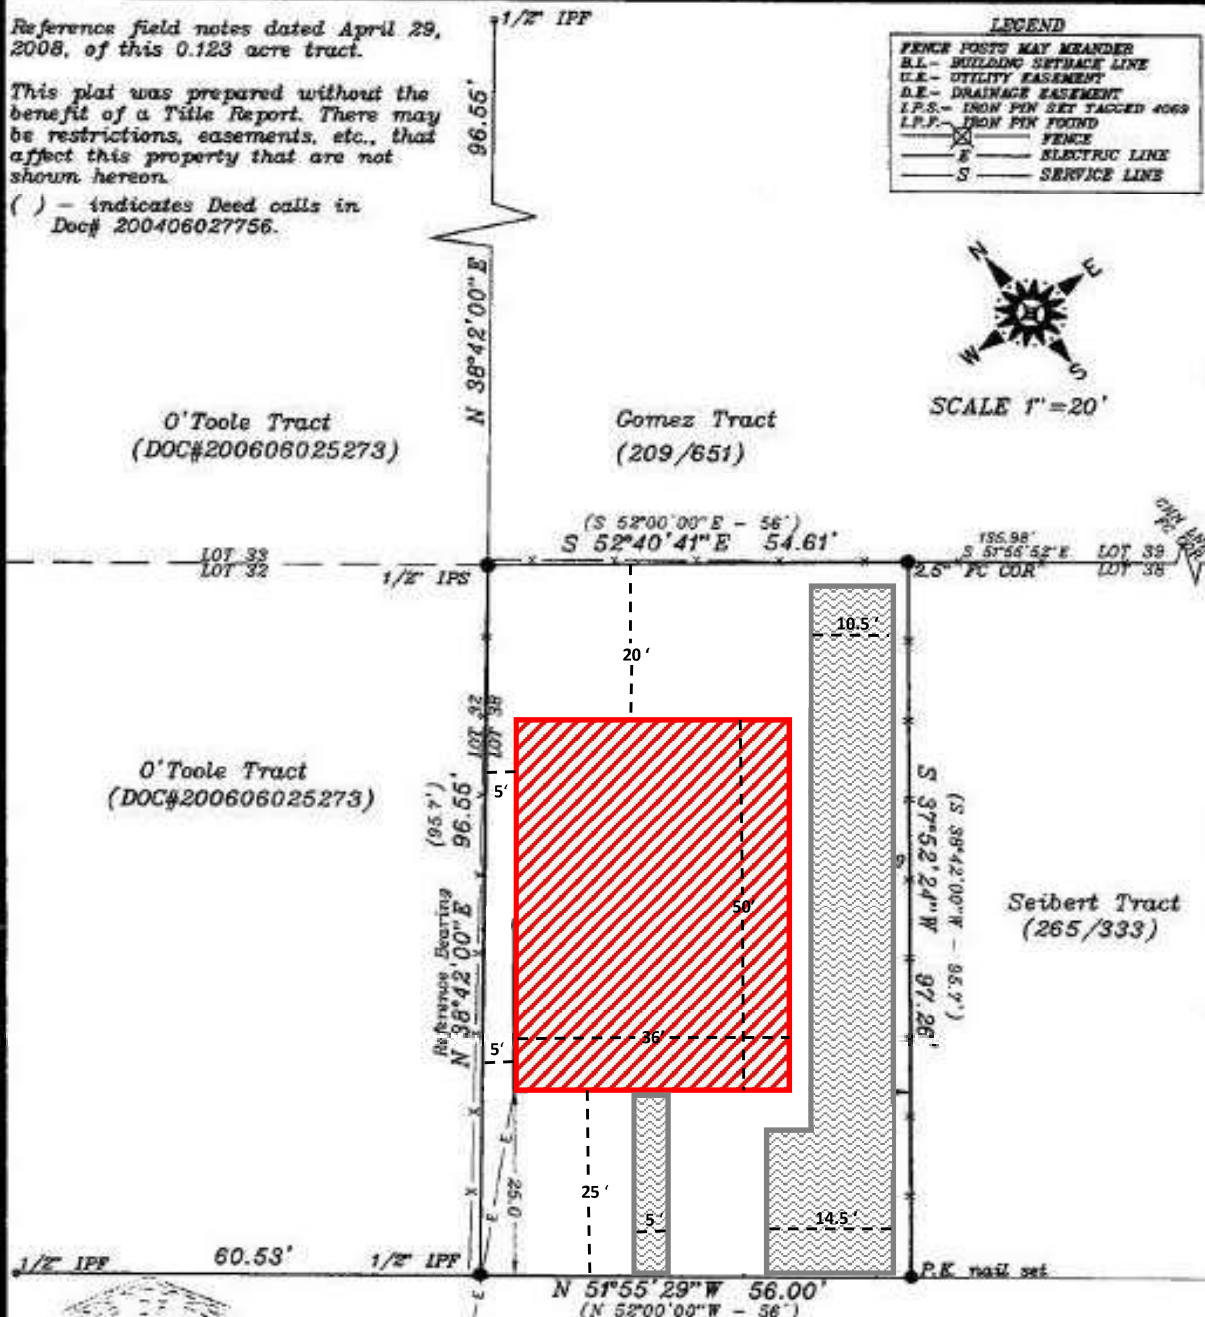 Reference field notes dated April 29,
2008, of this 0.123 acre tract.
This plat was prepared without the
benefit of a Title Report. There may
be restrictions, easements, etc., that
affect this property that are not
shown hereon.
( ) - indicates Deed calls in
Doc# 200406027756.
1/2" IPF
96.55'
N 38°42'00" E
LEGEND
FENCE POSTS MAY MEANDER
B.L.- BUILDING SETBACK LINE
U.E.- UTILITY EASEMENT
D.E.- DRAINAGE EASEMENT
I.P.S.- IRON PIN SET TAGGED 4069
I.P.F.- IRON PIN FOUND
FENCE
E ELECTRIC LINE
S SERVICE LINE
N
E
W
S
SCALE 1"=20'
O'Toole Tract
(DOC#200606025273)
Gomez Tract
(209/651)
(S 52°00'00"E - 56')
S 52°40'41"E 54.61'
LOT 33
LOT 32
1/2" IPS
2.5" FC COR
135.98'
S 51°55'52"E
LOT 39
LOT 38
20 '
10.5 '
LOT 32
LOT 38
5'
O'Toole Tract
(DOC#200606025273)
(95.7')
96.55'
Reference Bearing
N 38°42'00" E
50'
36'
5'
S 37°52'24"W 97.26'
(S 38°42'00"W - 95.7')
Seibert Tract
(265/333)
25.0
25 '
5 '
14.5 '
1/2" IPF
60.53'
1/2" IPF
P.K. nail set
N 51°55'29"W 56.00'
(N 52°00'00"W - 56')